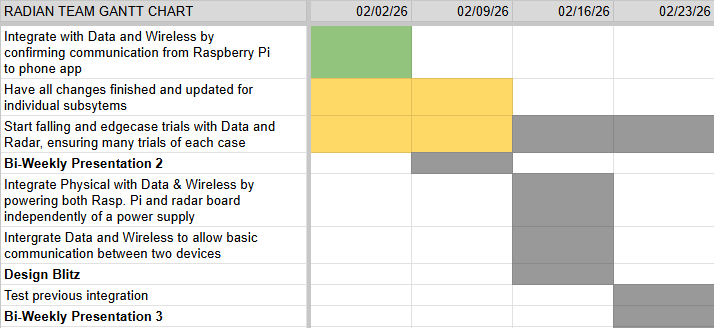 RADIAN TEAM GANTT CHART 02/02/26 02/09/26 02/16/26 02/23/26
Integrate with Data and Wireless by
confirming communication from Raspberry Pi
to phone app
Have all changes finished and updated for
individual subsytems
Start falling and edgecase trials with Data and
Radar, ensuring many trials of each case
Bi-Weekly Presentation 2
Integrate Physical with Data & Wireless by
powering both Rasp. Pi and radar board
independently of a power supply
Intergrate Data and Wireless to allow basic
communication between two devices
Design Blitz
Test previous integration
Bi-Weekly Presentation 3